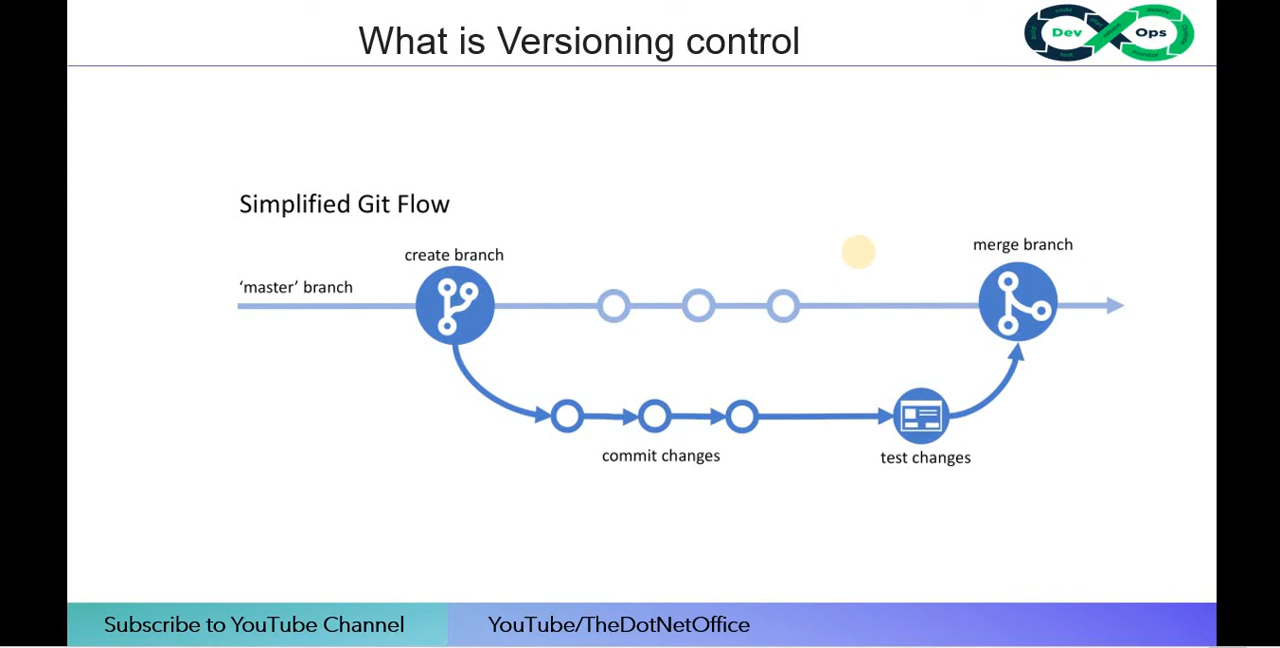 What is Versioning control
Dev Ops
Simplified Git Flow
create branch
merge branch
‘master’ branch
commit changes
test changes
Subscribe to YouTube Channel
YouTube/TheDotNetOffice